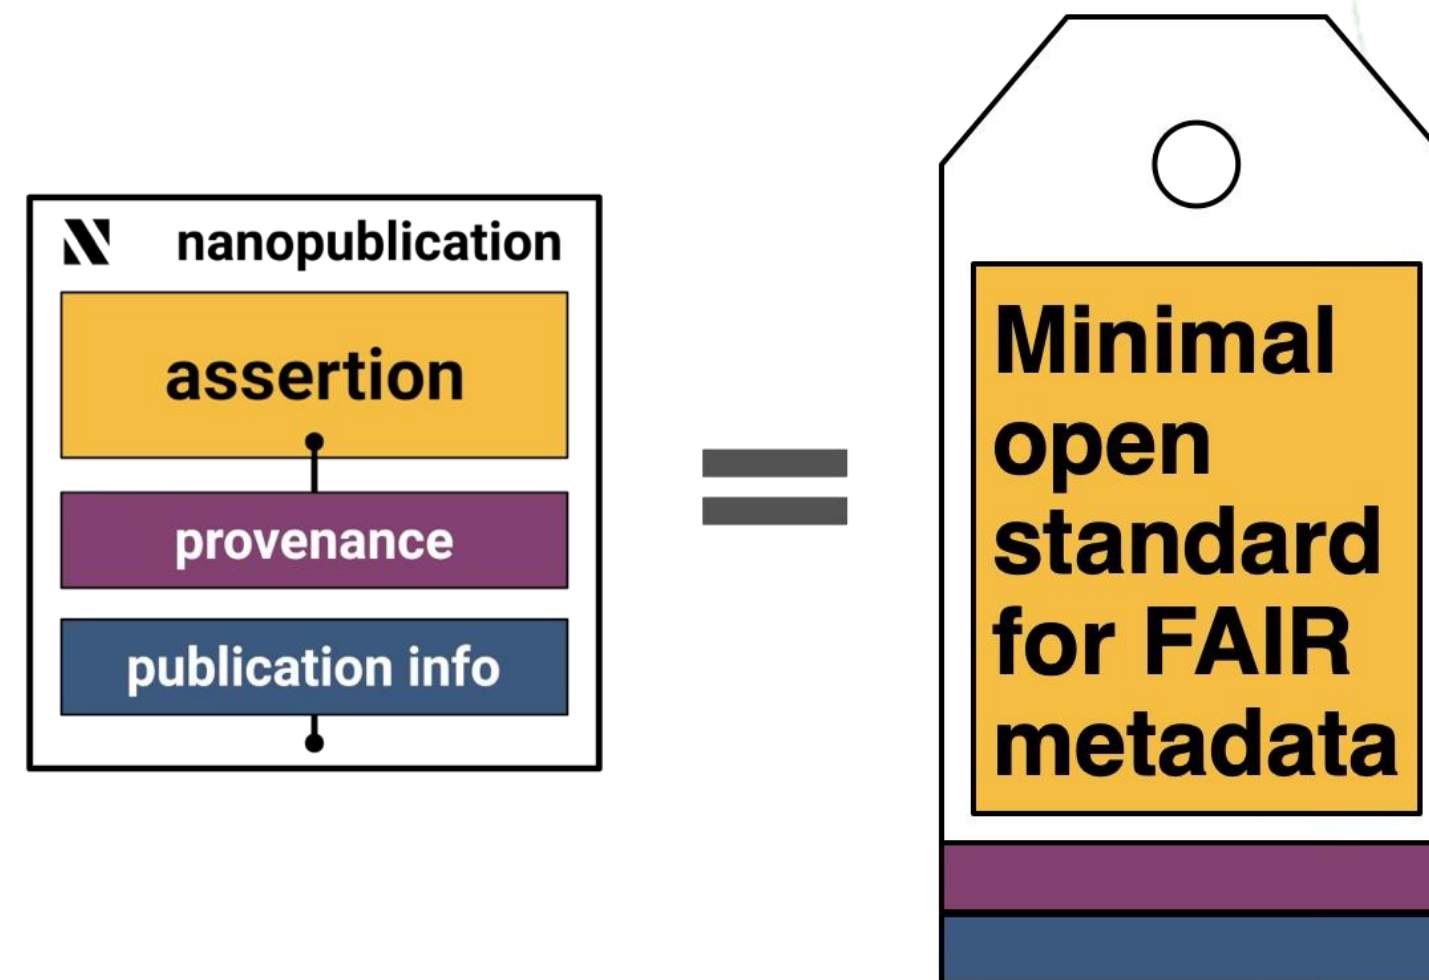 nanopublication
assertion
provenance
publication info
Minimal
open
standard
for FAIR
metadata